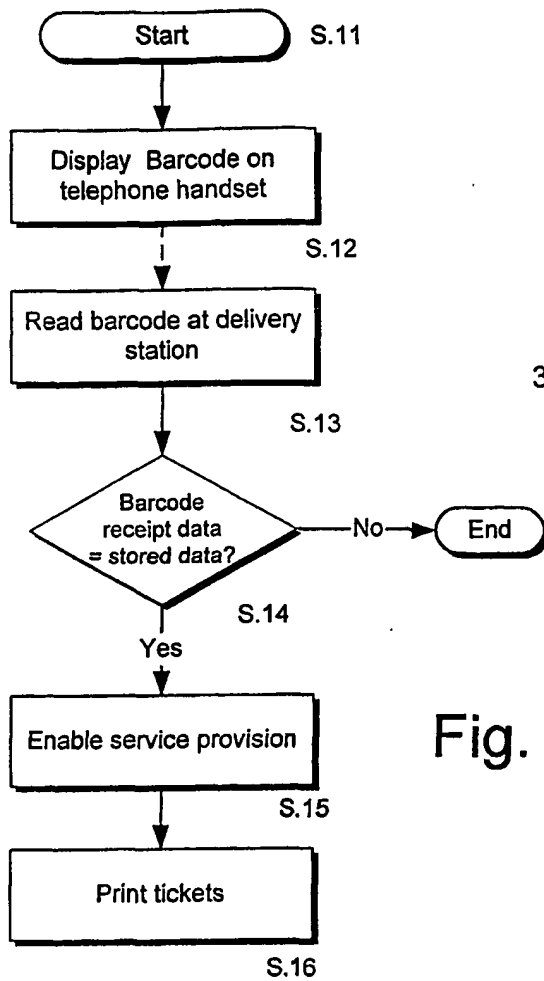 Start
S.11
Display Barcode on
telephone handset
S.12
Read barcode at delivery
station
3
S.13
Barcode
receipt data
= stored data?
No
End
S.14
Yes
Enable service provision
Fig.
S.15
Print tickets
S.16